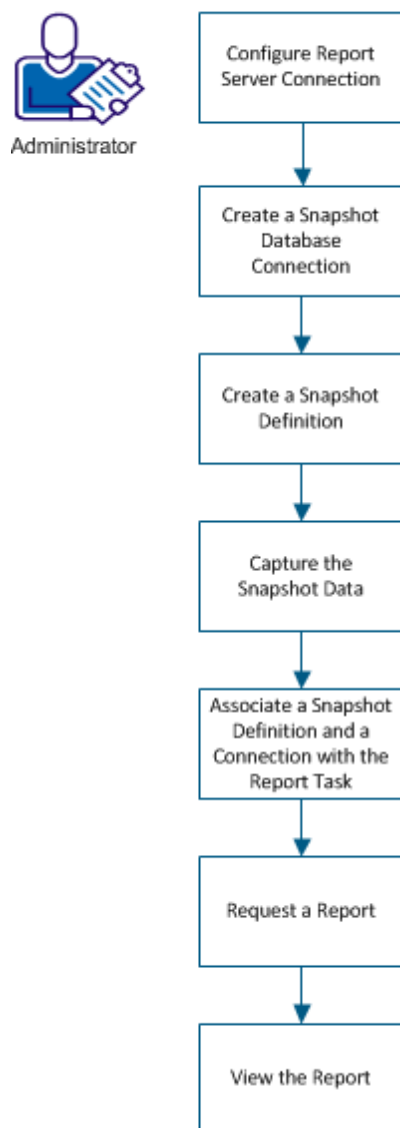 Administrator
Configure Report
Server Connection
Create a Snapshot
Database
Connection
Create a Snapshot
Definition
Capture the
Snapshot Data
Associate a Snapshot
Definition and a
Connection with the
Report Task
Request a Report
View the Report